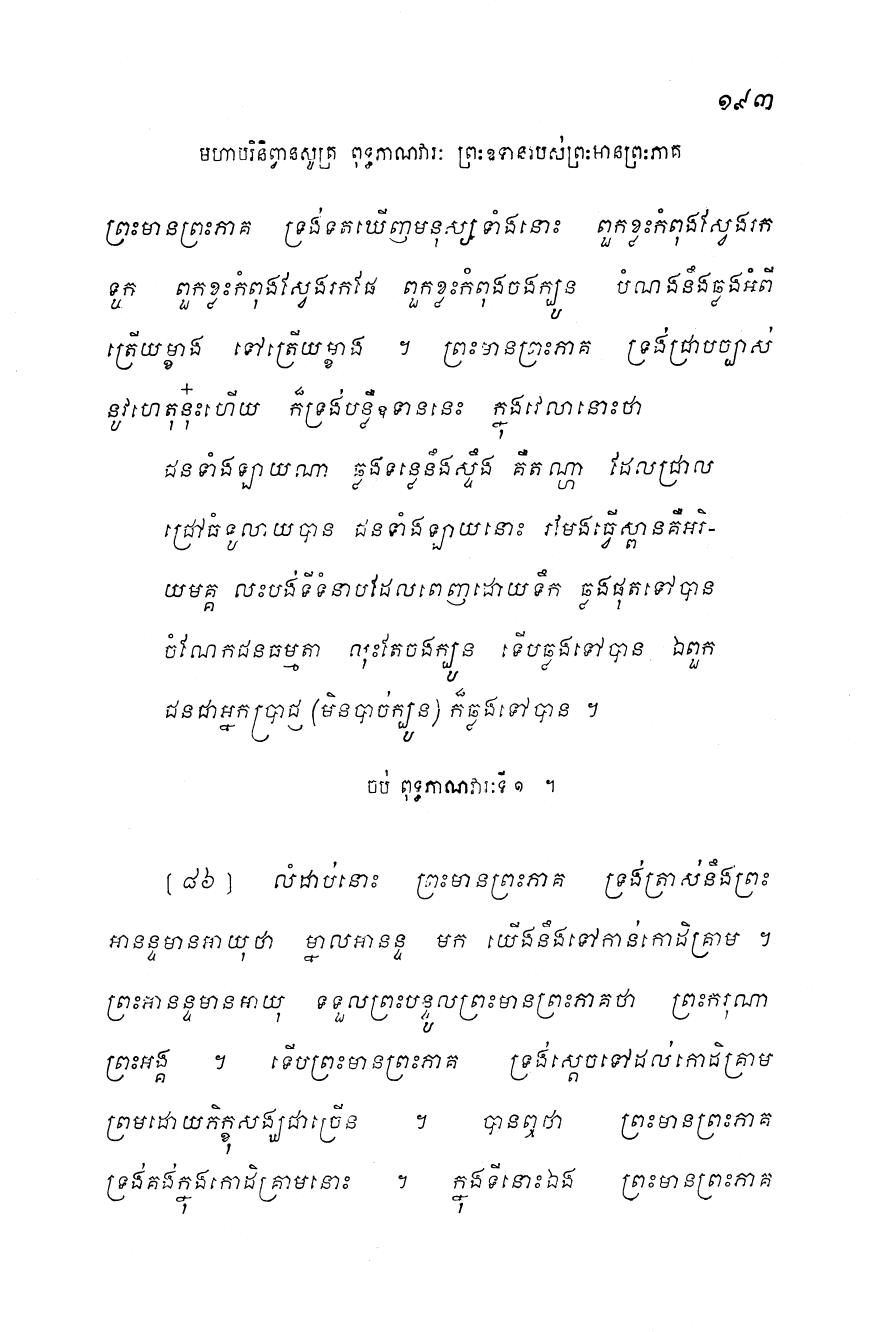 ១៩៣
មហាបរិនិព្វានសូត្រ ពុទ្ធភាណវារៈ ព្រះឧទានរបស់ព្រះមានព្រះភាគ
ព្រះមានព្រះភាគ ទ្រង់ទតឃើញមនុស្សទាំងនោះ ពួកខ្លះកំពុងស្វែងរក
ទូក ពួកខ្លះកំពុងស្វែងរកផែ ពួកខ្លះកំពុងចងក្បូន បំណងនឹងឆ្លងអំពី
ត្រើយម្ខាង ទៅត្រើយម្ខាង ។ ព្រះមានព្រះភាគ ទ្រង់ជ្រាបច្បាស់
នូវហេតុនុ៎ះហើយ ក៏ទ្រង់បន្លឺឧទាននេះ ក្នុងវេលានោះថា
ជនទាំងឡាយណា ឆ្លងទន្លេនឹងស្ទឹង គឺតណ្ហា ដែលជ្រាល
ជ្រៅធំទូលាយបាន ជនទាំងឡាយនោះ រមែងធ្វើស្ពានគឺអរិ-
យមគ្គ លះបង់ទីទំនាបដែលពេញដោយទឹក ឆ្លងផុតទៅបាន
ចំណែកជនធម្មតា លុះតែចងក្បូន ទើបឆ្លងទៅបាន ឯពួក
ជនជាអ្នកប្រាជ្ញ (មិនបាច់ក្បូន) ក៏ឆ្លងទៅបាន ។
ចប់ ពុទ្ធភាណវារៈទី ១ ។
[ ៨៦ ] លំដាប់នោះ ព្រះមានព្រះភាគ ទ្រង់ត្រាស់នឹងព្រះ
អានន្ទមានអាយុថា ម្នាលអានន្ទ មក យើងនឹងទៅកាន់កោដិគ្រាម ។
ព្រះអានន្ទមានអាយុ ទទួលព្រះបន្ទូលព្រះមានព្រះភាគថា ព្រះករុណា
ព្រះអង្គ ។ ទើបព្រះមានព្រះភាគ ទ្រង់ស្តេចទៅដល់កោដិគ្រាម
ព្រមដោយភិក្ខុសង្ឃជាច្រើន ។ បានឮថា ព្រះមានព្រះភាគ
ទ្រង់គង់ក្នុងកោដិគ្រាមនោះ ។ ក្នុងទីនោះឯង ព្រះមានព្រះភាគ